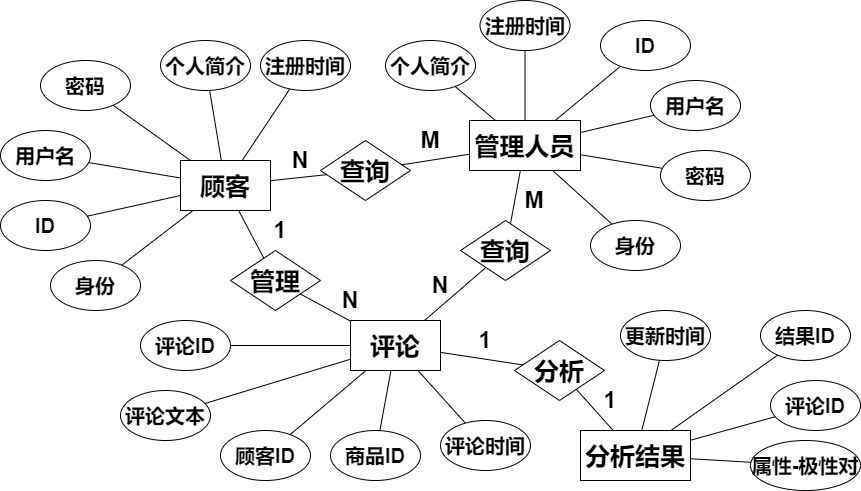 注册时间
ID
个人简介
注册时间
个人简介
密码
用户名
管理人员
M
用户名
N
查询
密码
顾客
M
ID
1
身份
查询
身份
管理
N
N
更新时间
结果ID
评论ID
评论
1
分析
评论ID
1
评论文本
顾客ID
商品ID
评论时间
分析结果
属性-极性对